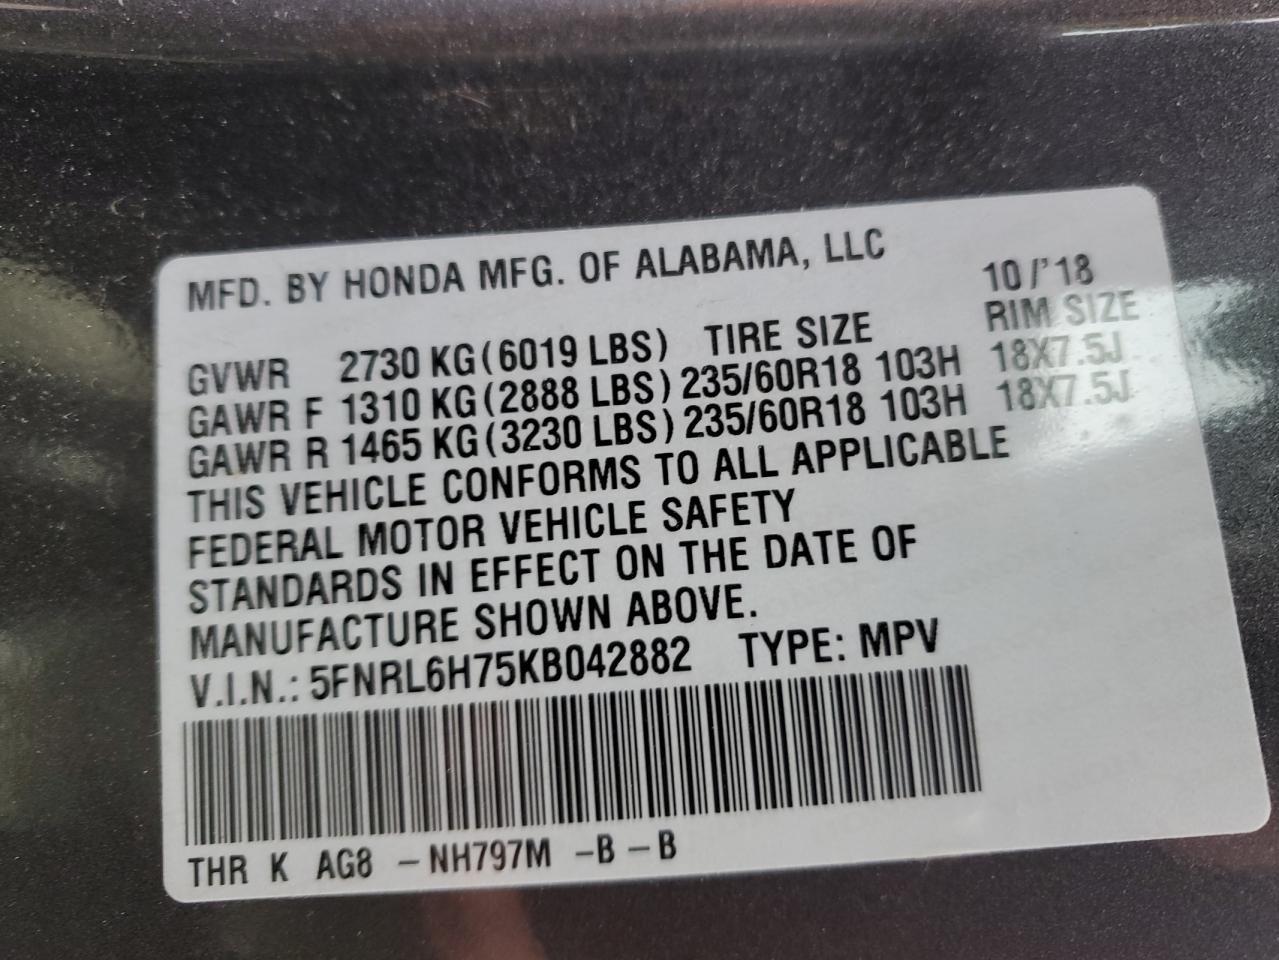 MFD. BY HONDA MFG. OF ALABAMA, LLC 10/'18
GVWR 2730 KG(6019 LBS) TIRE SIZE RIM SIZE
GAWR F 1310 KG(2888 LBS) 235/60R18 103H 18X7.5J
GAWR R 1465 KG(3230 LBS) 235/60R18 103H 18X7.5J
THIS VEHICLE CONFORMS TO ALL APPLICABLE
FEDERAL MOTOR VEHICLE SAFETY
STANDARDS IN EFFECT ON THE DATE OF
MANUFACTURE SHOWN ABOVE.
V.I.N.: 5FNRL6H75KB042882 TYPE: MPV
THR K AG8 -NH797M -B-B